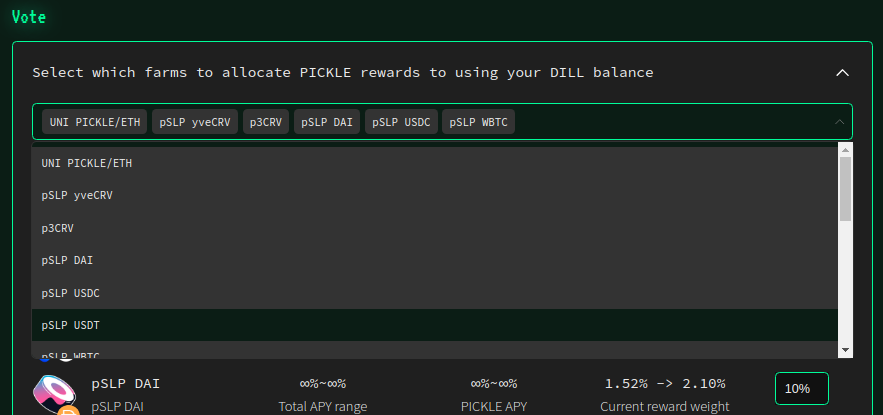 Vote
Select which farms to allocate PICKLE rewards to using your DILL balance
UNI PICKLE/ETH pSLP yveCRV p3CRV pSLP DAI pSLP USDC pSLP WBTC
UNI PICKLE/ETH
pSLP yveCRV
p3CRV
pSLP DAI
pSLP USDC
pSLP USDT
pSLP WBTC
pSLP DAI ∞%~∞% ∞%~∞% 1.52% -> 2.10% 10%
pSLP DAI Total APY range PICKLE APY Current reward weight